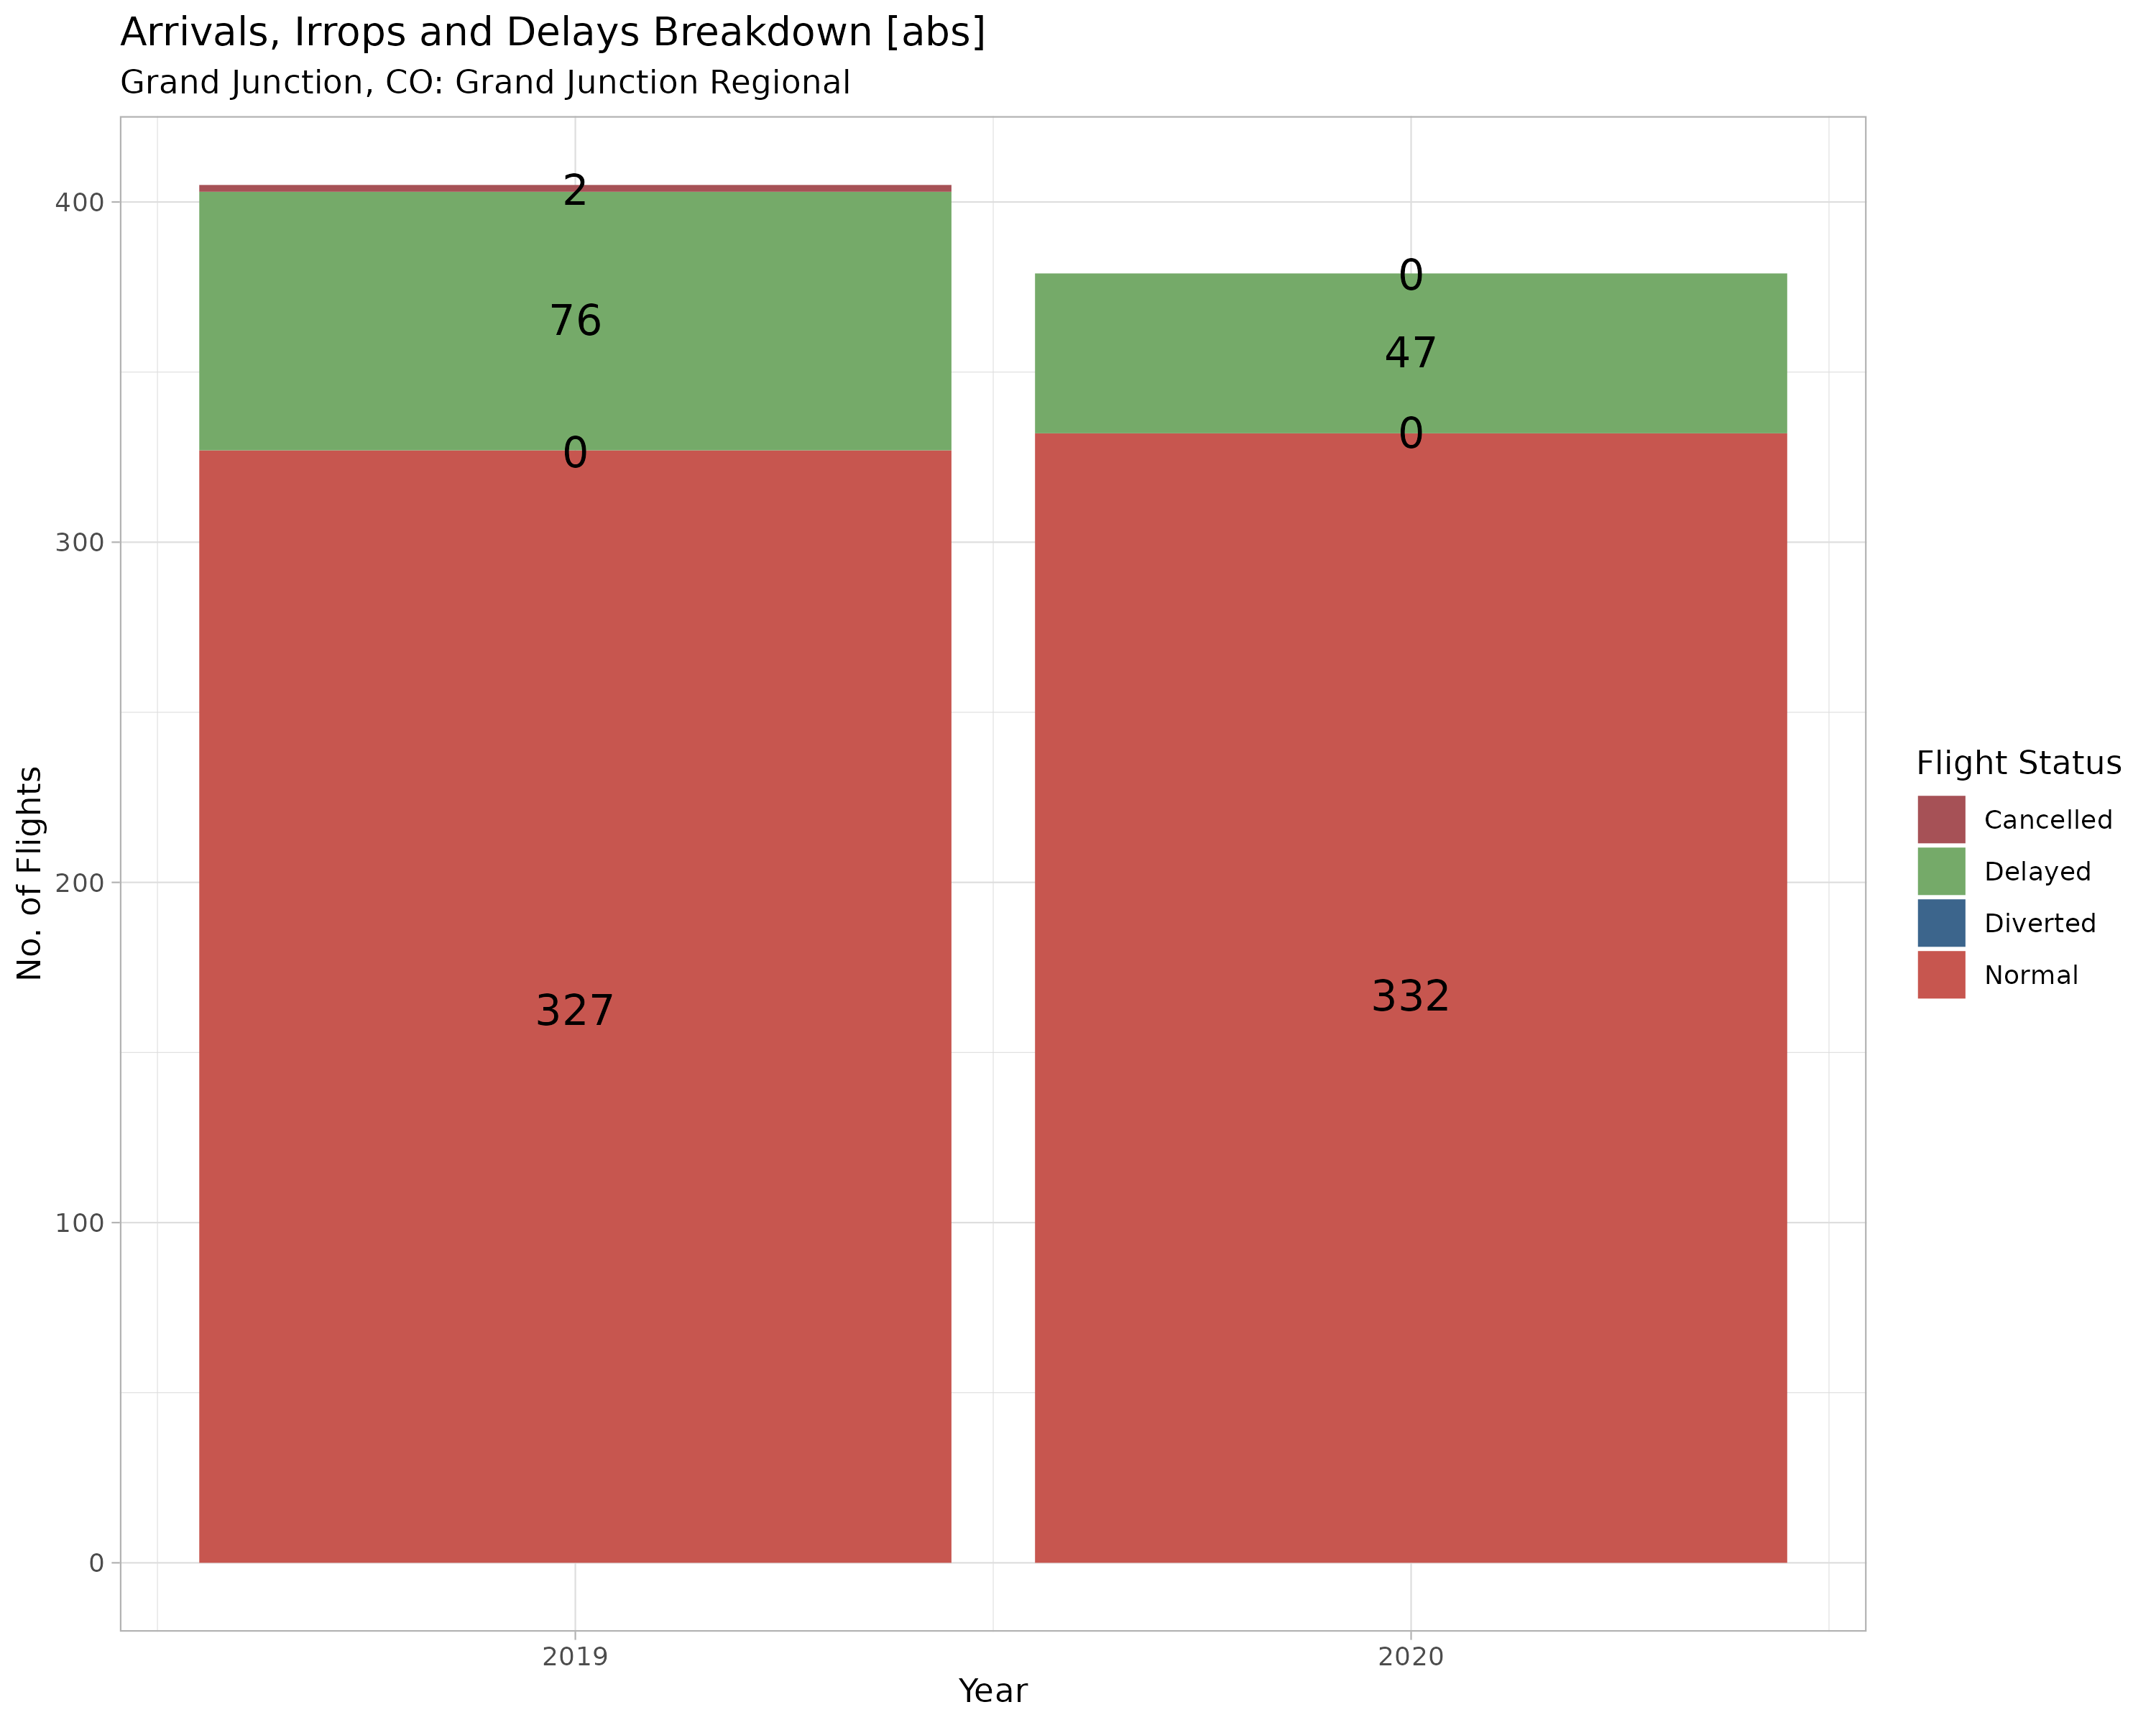 Arrivals, Irrops and Delays Breakdown [abs]
Grand Junction, CO: Grand Junction Regional
No. of Flights
400
300
200
100
0
2
76
0
327
0
47
0
332
2019
2020
Year
Flight Status
Cancelled
Delayed
Diverted
Normal